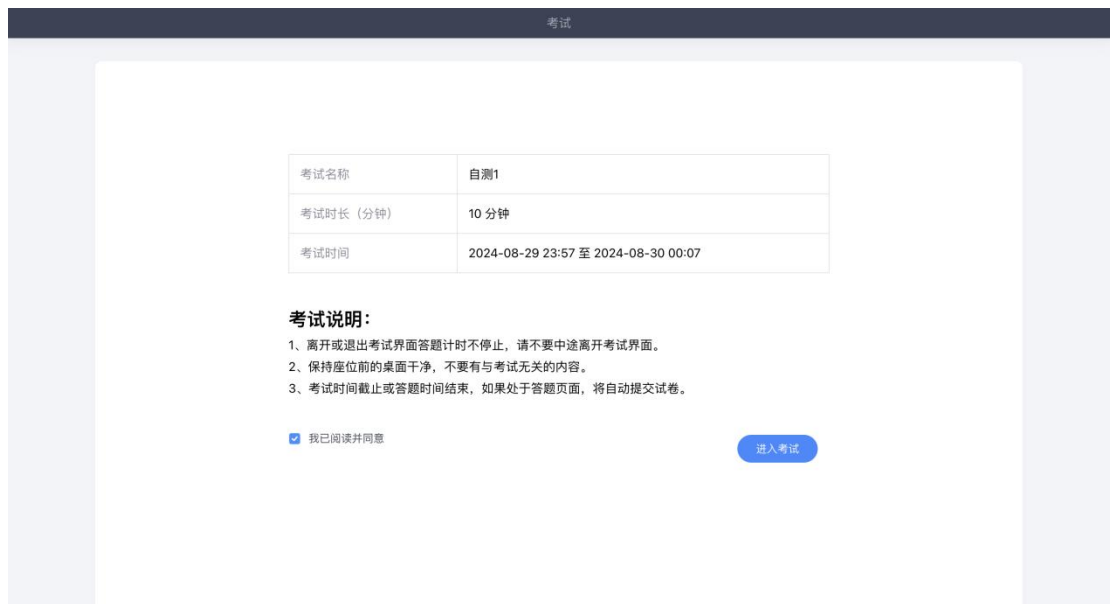 考试
考试名称 自测1
考试时长（分钟） 10 分钟
考试时间 2024-08-29 23:57 至 2024-08-30 00:07
考试说明：
1、离开或退出考试界面答题计时不停止，请不要中途离开考试界面。
2、保持座位前的桌面干净，不要有与考试无关的内容。
3、考试时间截止或答题时间结束，如果处于答题页面，将自动提交试卷。
我已阅读并同意
进入考试